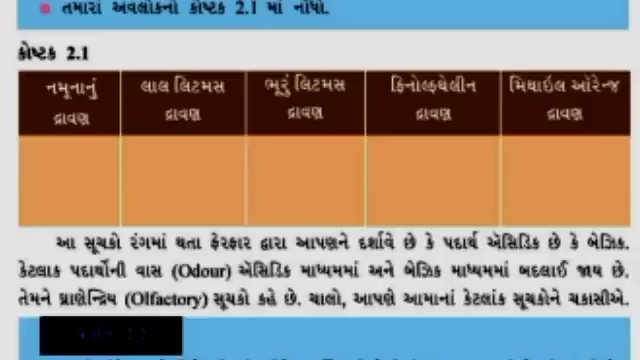 તમારાં અવલોકનો કોષ્ટક 2.1 માં નોંધો.
કોષ્ટક 2.1
નમૂનાનું દ્રાવણ
લાલ લિટમસ દ્રાવણ
ભૂરું લિટમસ દ્રાવણ
ફિનોલ્ફથેલીન દ્રાવણ
મિથાઇલ ઑરેન્જ દ્રાવણ
આ સૂચકો રંગમાં થતા ફેરફાર દ્વારા આપણને દર્શાવે છે કે પદાર્થ ઍસિડિક છે કે બેઝિક.
કેટલાક પદાર્થોની વાસ (Odour) ઍસિડિક માધ્યમમાં અને બેઝિક માધ્યમમાં બદલાઈ જાય છે.
તેમને ઘ્રાણેન્દ્રિય (Olfactory) સૂચકો કહે છે. ચાલો, આપણે આમાનાં કેટલાંક સૂચકોને ચકાસીએ.